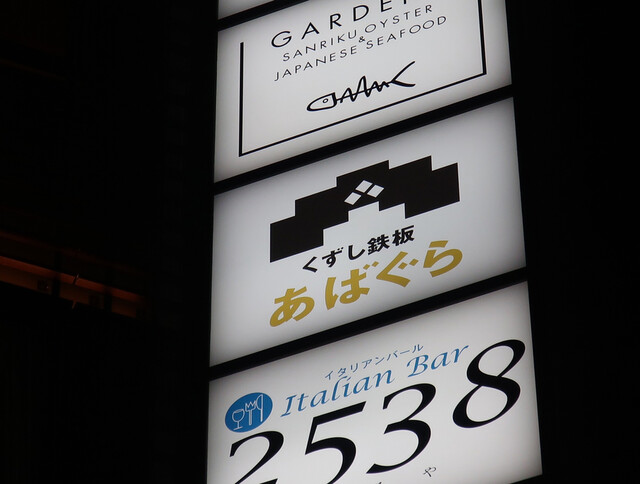 GARDEN
SANRIKU OYSTER
&
JAPANESE SEAFOOD
くずし鉄板
あばぐら
イタリアンバール
Italian Bar
2538
や